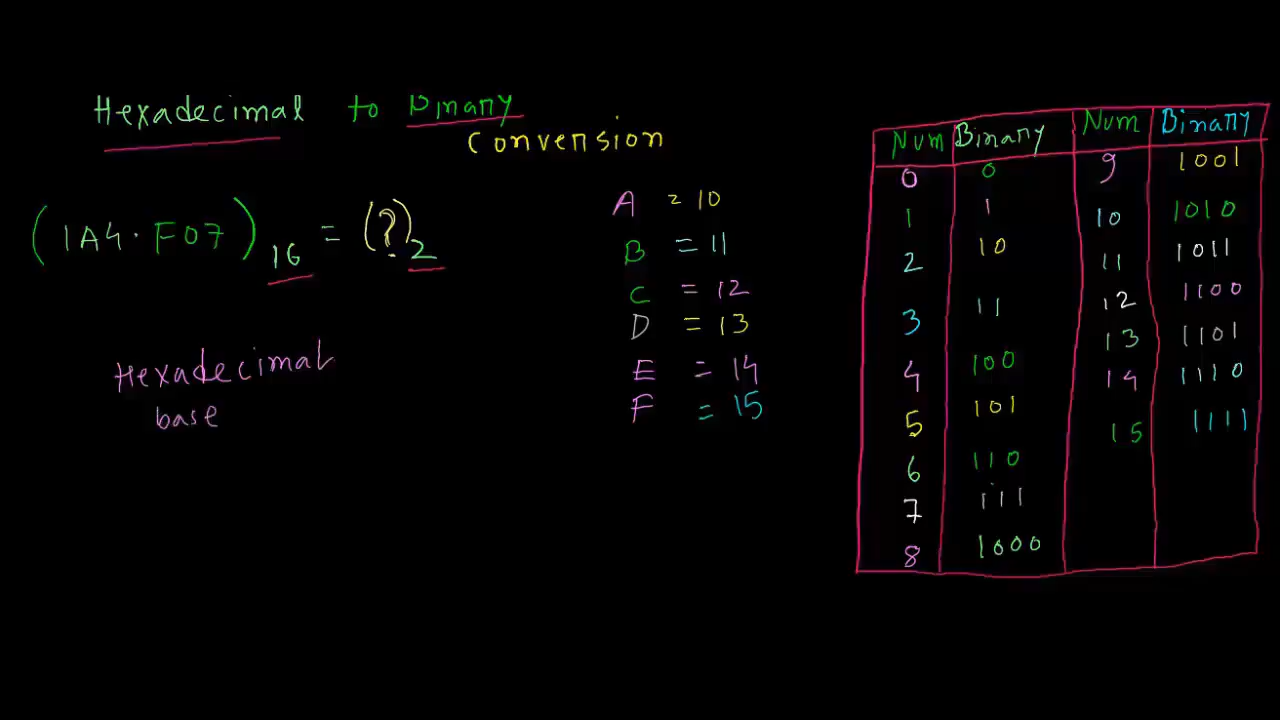 Hexadecimal to Binary
Conversion
(1A4.F07)16 = (?)2
Hexadecimal
base
A = 10
B = 11
C = 12
D = 13
E = 14
F = 15
Num Binary Num Binary
0 0 9 1001
1 1 10 1010
2 10 11 1011
3 11 12 1100
4 100 13 1101
5 101 14 1110
6 110 15 1111
7 111
8 1000